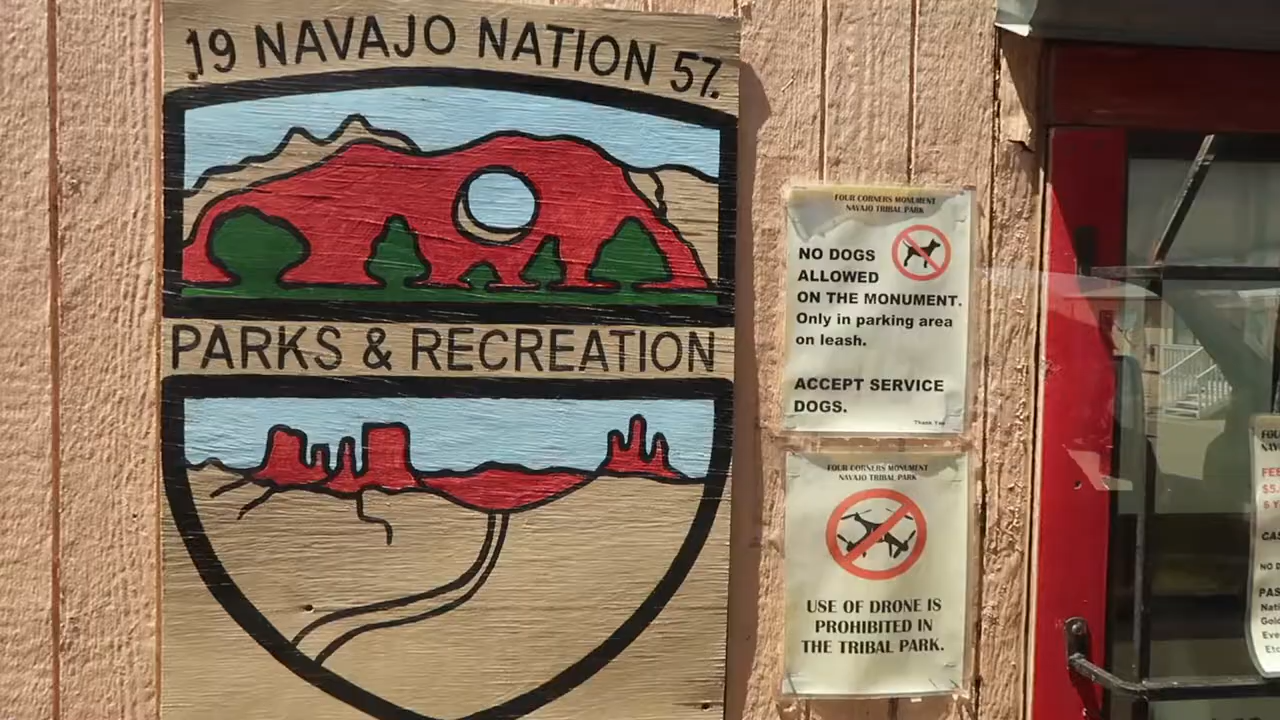 19 NAVAJO NATION 57.
PARKS & RECREATION
FOUR CORNERS MONUMENT
NAVAJO TRIBAL PARK
NO DOGS
ALLOWED
ON THE MONUMENT.
Only in parking area
on leash.
ACCEPT SERVICE
DOGS.
Thank You
FOUR CORNERS MONUMENT
NAVAJO TRIBAL PARK
USE OF DRONE IS
PROHIBITED IN
THE TRIBAL PARK.